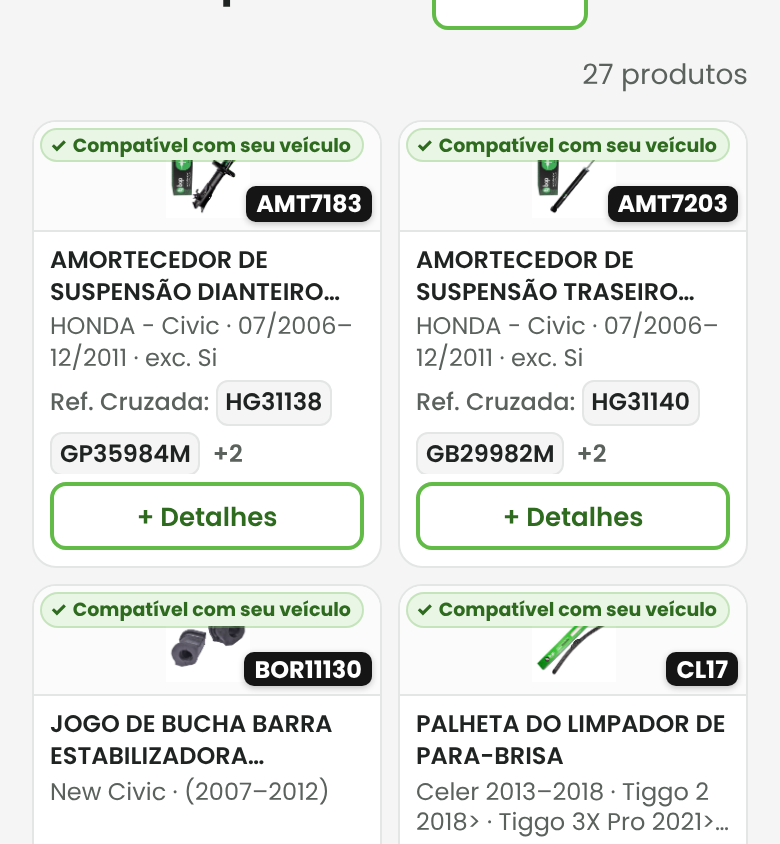 27 produtos
✓ Compatível com seu veículo
AMT7183
AMORTECEDOR DE
SUSPENSÃO DIANTEIRO...
HONDA - Civic · 07/2006–
12/2011 · exc. Si
Ref. Cruzada: HG31138
GP35984M +2
+ Detalhes
✓ Compatível com seu veículo
AMT7203
AMORTECEDOR DE
SUSPENSÃO TRASEIRO...
HONDA - Civic · 07/2006–
12/2011 · exc. Si
Ref. Cruzada: HG31140
GB29982M +2
+ Detalhes
✓ Compatível com seu veículo
BOR11130
JOGO DE BUCHA BARRA
ESTABILIZADORA...
New Civic · (2007–2012)
✓ Compatível com seu veículo
CL17
PALHETA DO LIMPADOR DE
PARA-BRISA
Celer 2013–2018 · Tiggo 2
2018> · Tiggo 3X Pro 2021>...